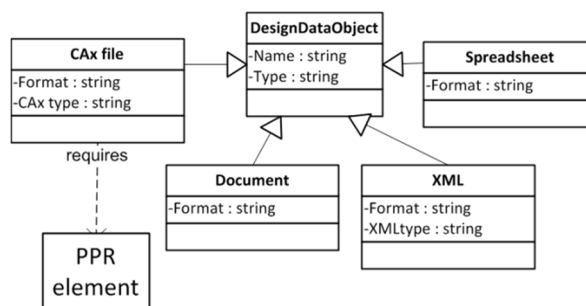 DesignDataObject
-Name : string
-Type : string
CAx file
-Format : string
-CAx type : string
Spreadsheet
-Format : string
requires
Document
-Format : string
XML
-Format : string
-XMLtype : string
PPR
element